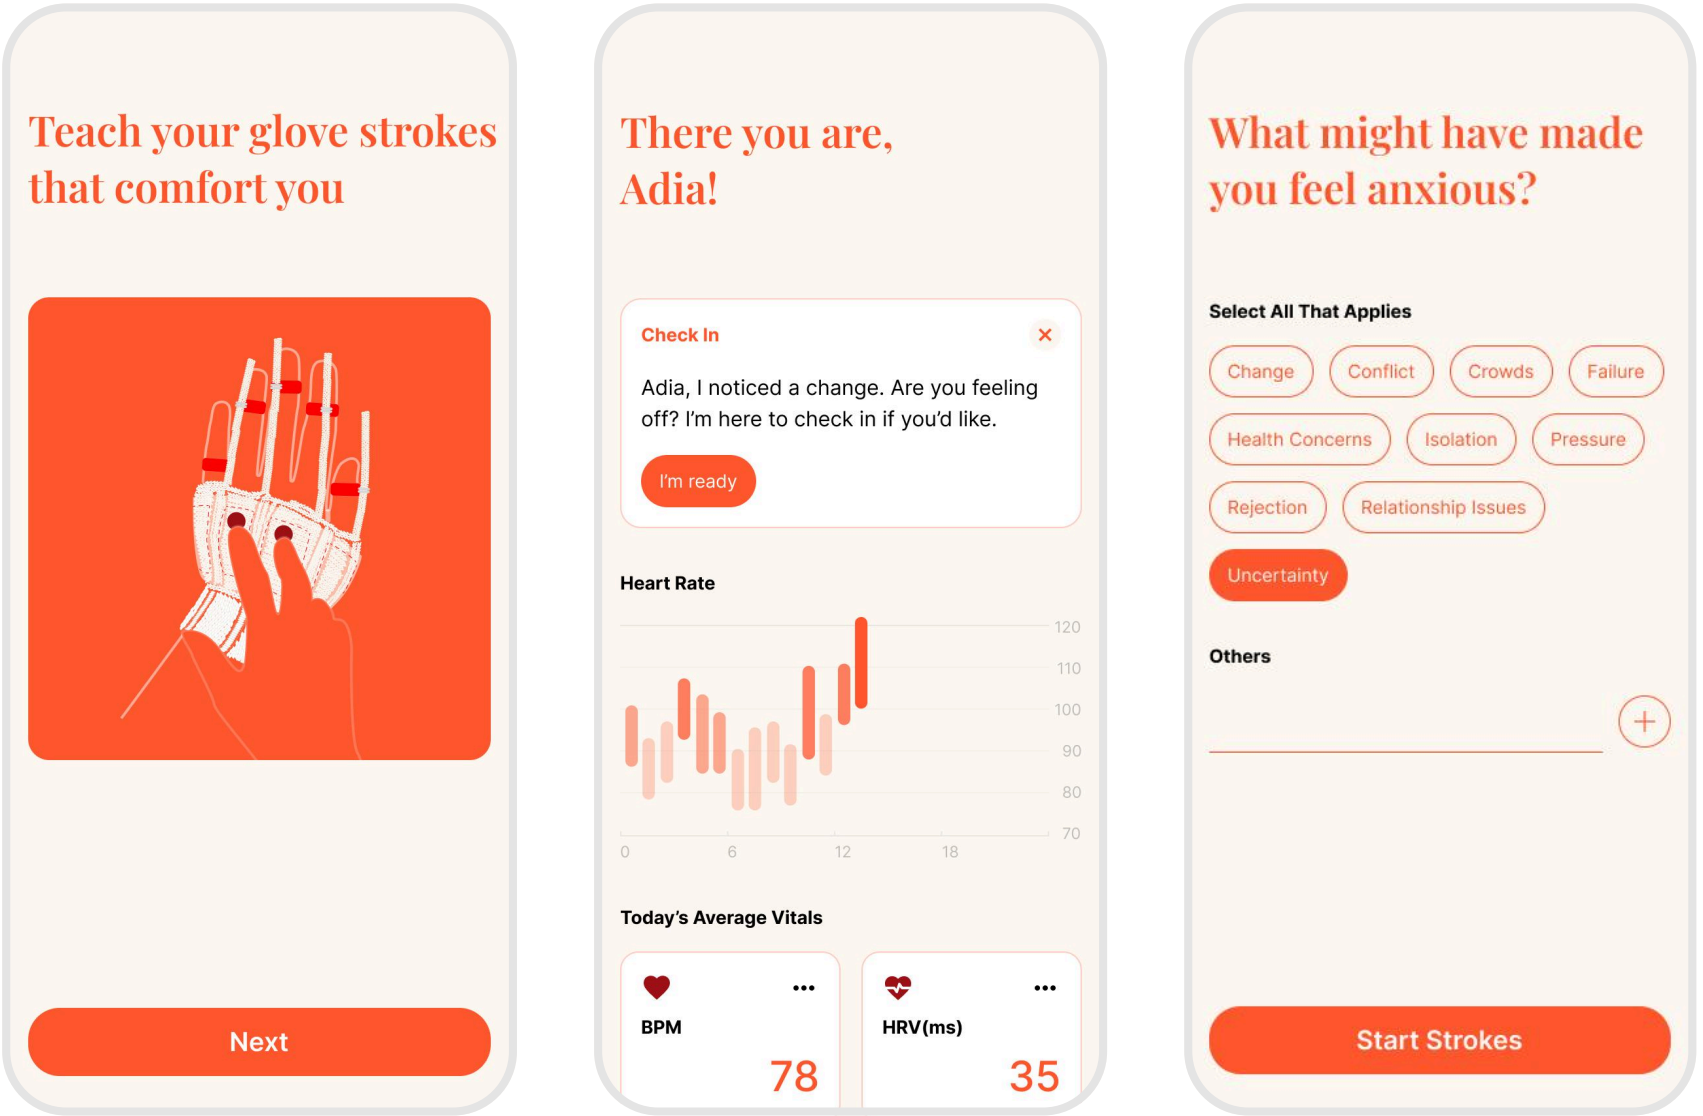 Teach your glove strokes
that comfort you
Next
There you are,
Adia!
Check In
Adia, I noticed a change. Are you feeling
off? I'm here to check in if you'd like.
I'm ready
Heart Rate
120
110
100
90
80
70
0 6 12 18
Today's Average Vitals
BPM
78
HRV(ms)
35
What might have made
you feel anxious?
Select All That Applies
Change Conflict Crowds Failure
Health Concerns Isolation Pressure
Rejection Relationship Issues
Uncertainty
Others
Start Strokes